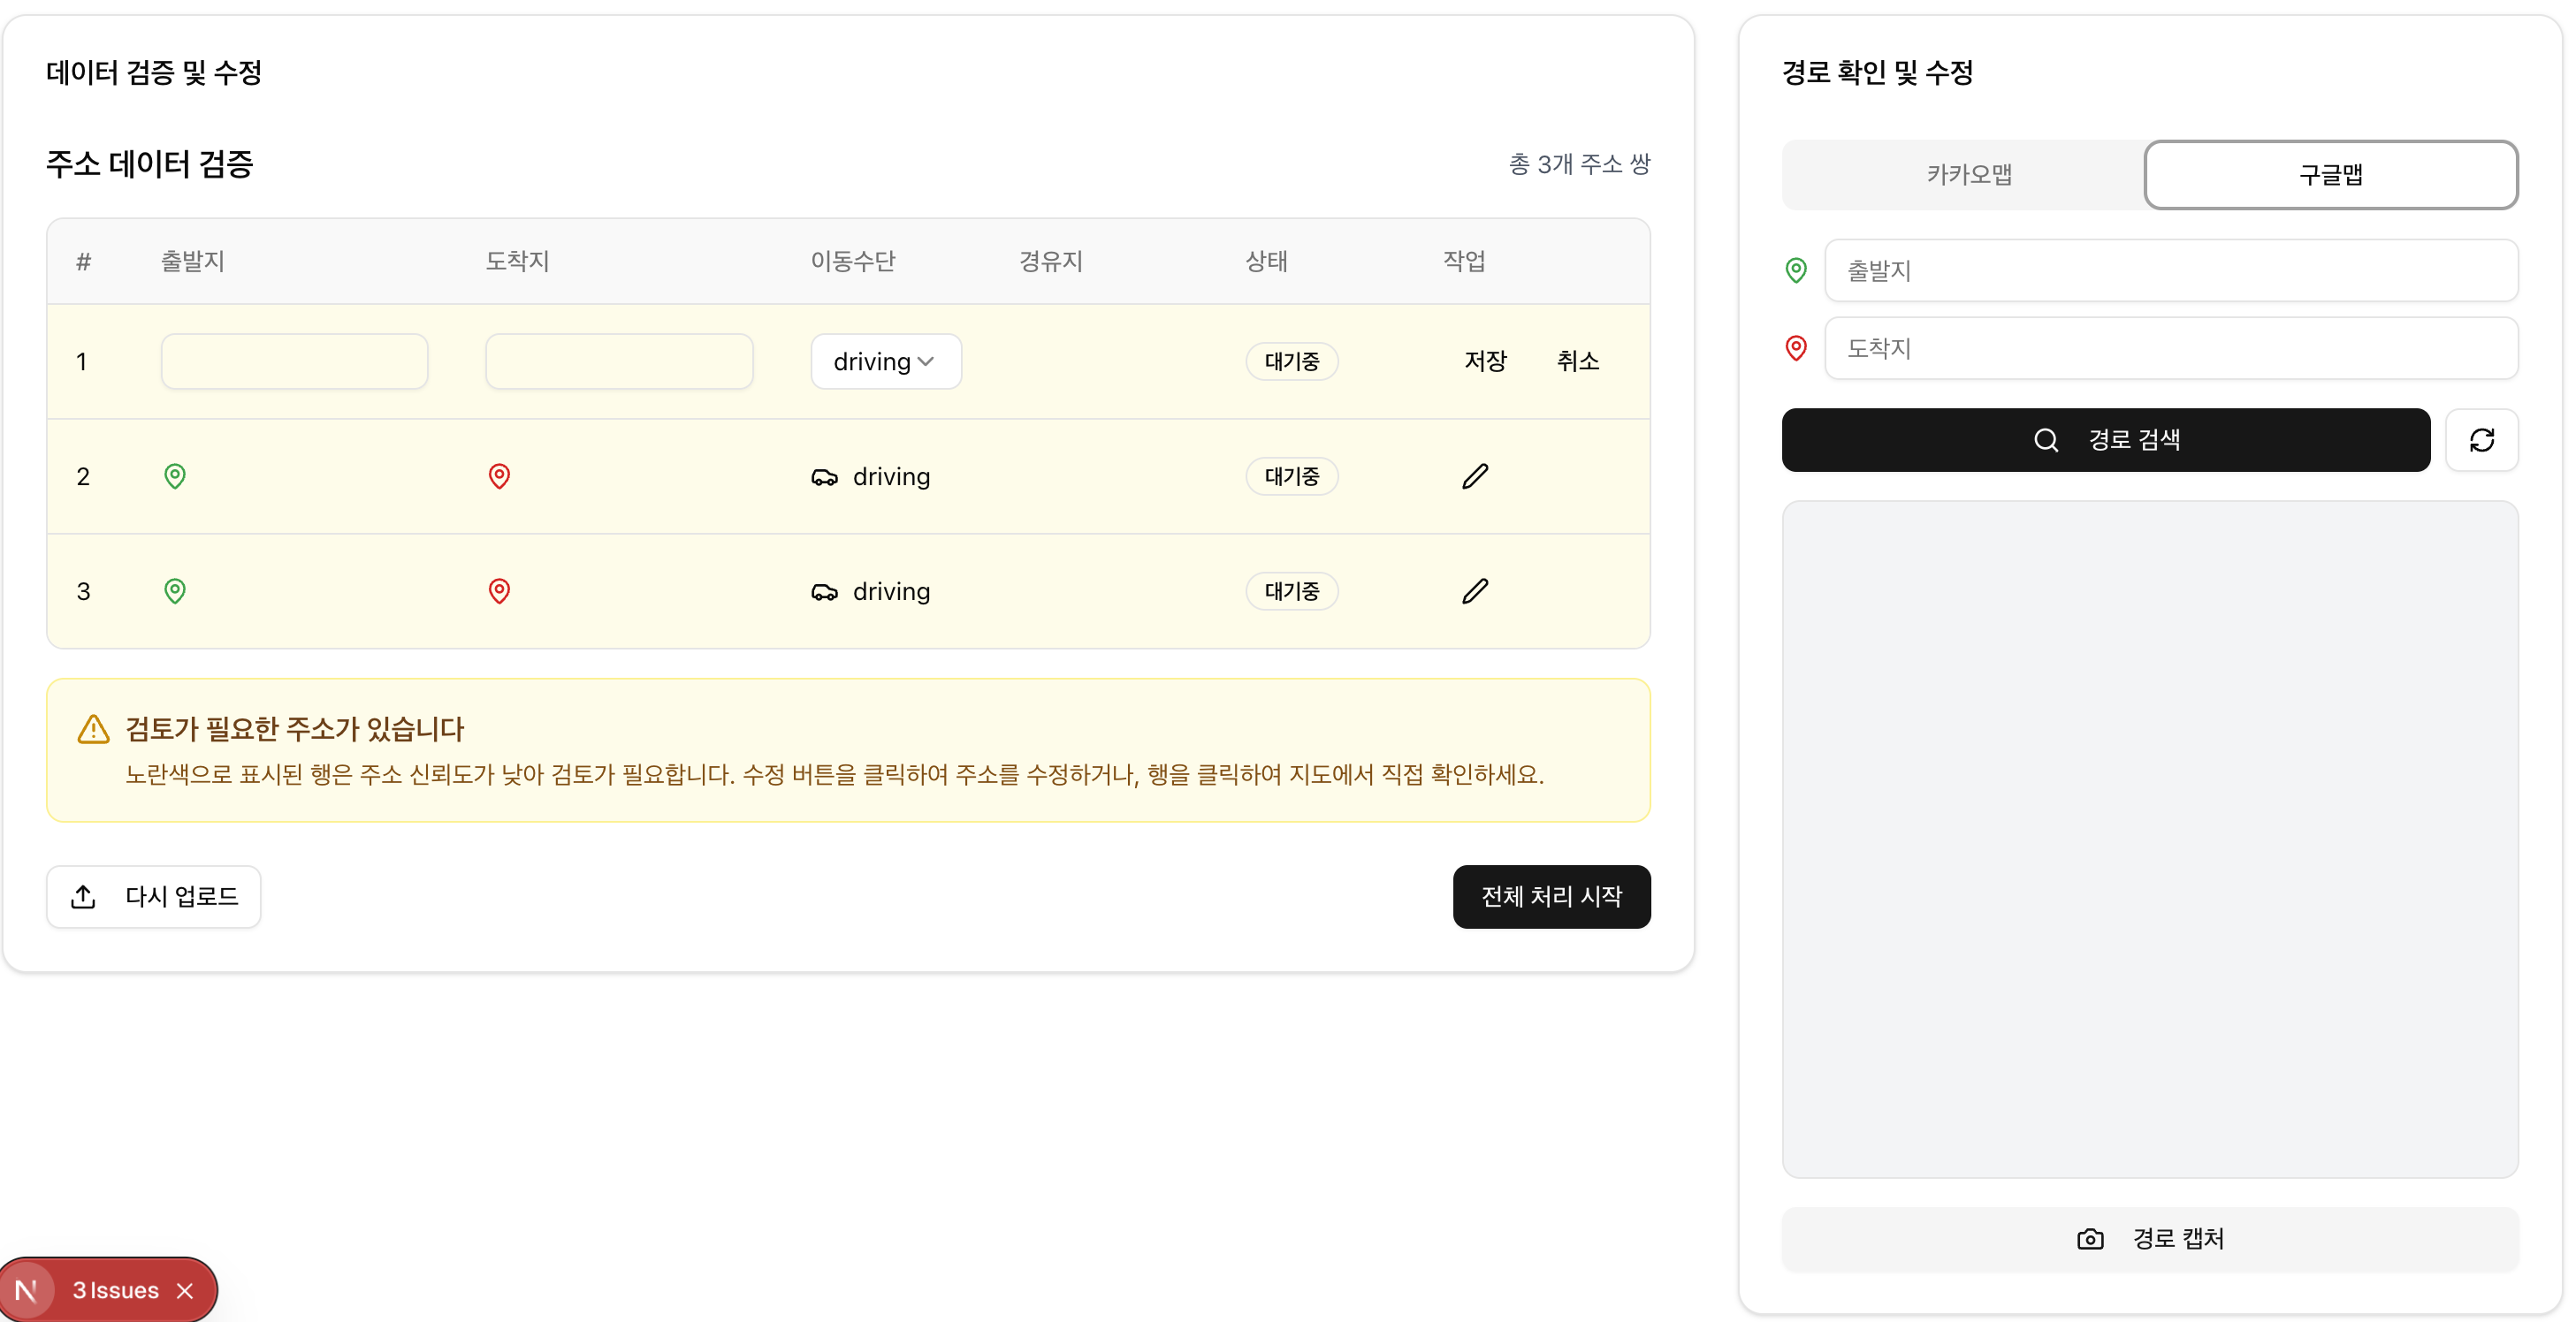 데이터 검증 및 수정
주소 데이터 검증
총 3개 주소 쌍
# 출발지 도착지 이동수단 경유지 상태 작업
1 driving 대기중 저장 취소
2 driving 대기중
3 driving 대기중
검토가 필요한 주소가 있습니다
노란색으로 표시된 행은 주소 신뢰도가 낮아 검토가 필요합니다. 수정 버튼을 클릭하여 주소를 수정하거나, 행을 클릭하여 지도에서 직접 확인하세요.
다시 업로드
전체 처리 시작
N 3 Issues
경로 확인 및 수정
카카오맵 구글맵
출발지
도착지
경로 검색
경로 캡처